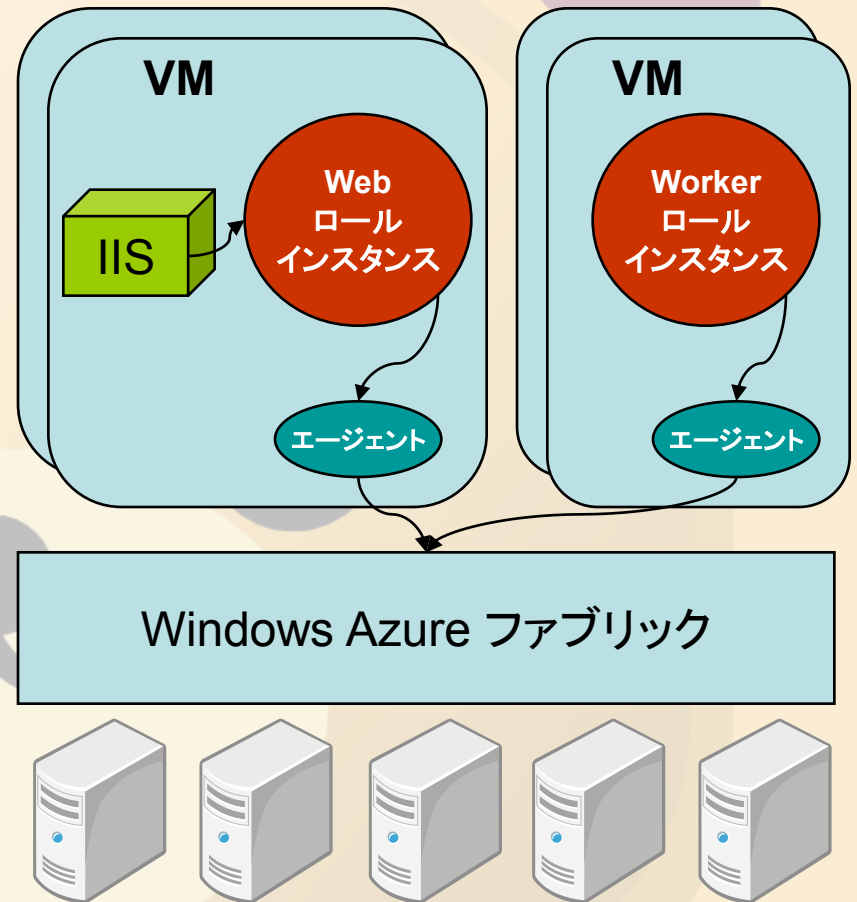 VM
IIS
Web
ロール
インスタンス
エージェント
VM
Worker
ロール
インスタンス
エージェント
Windows Azure ファブリック